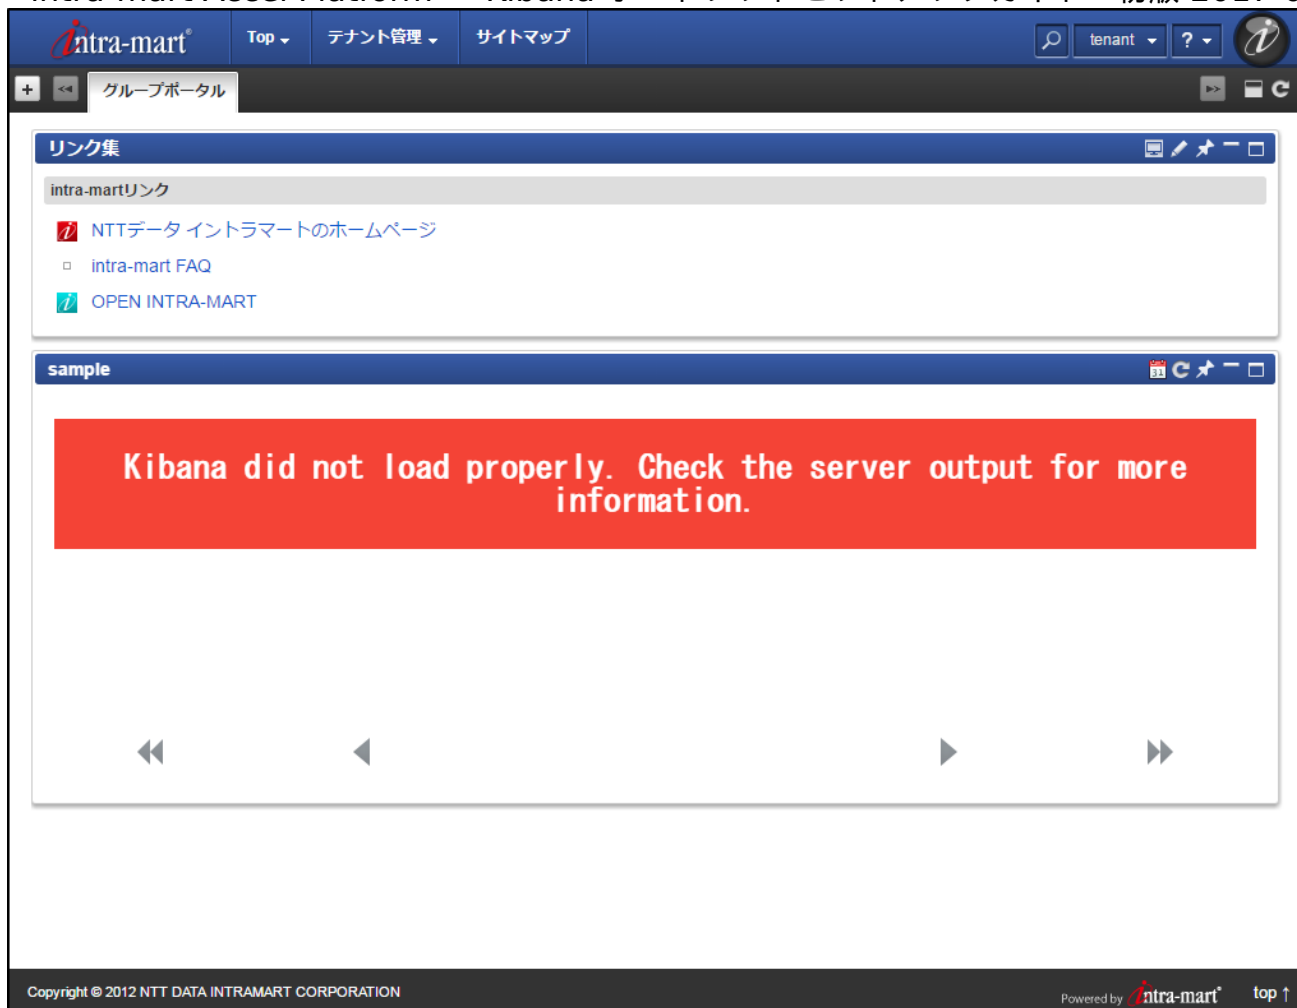 intra-mart
Top
テナント管理
サイトマップ
tenant
?
グループポータル
リンク集
intra-martリンク
NTTデータ イントラマートのホームページ
intra-mart FAQ
OPEN INTRA-MART
sample
31
Kibana did not load properly. Check the server output for more
information.
Copyright © 2012 NTT DATA INTRAMART CORPORATION
Powered by intra-mart
top ↑